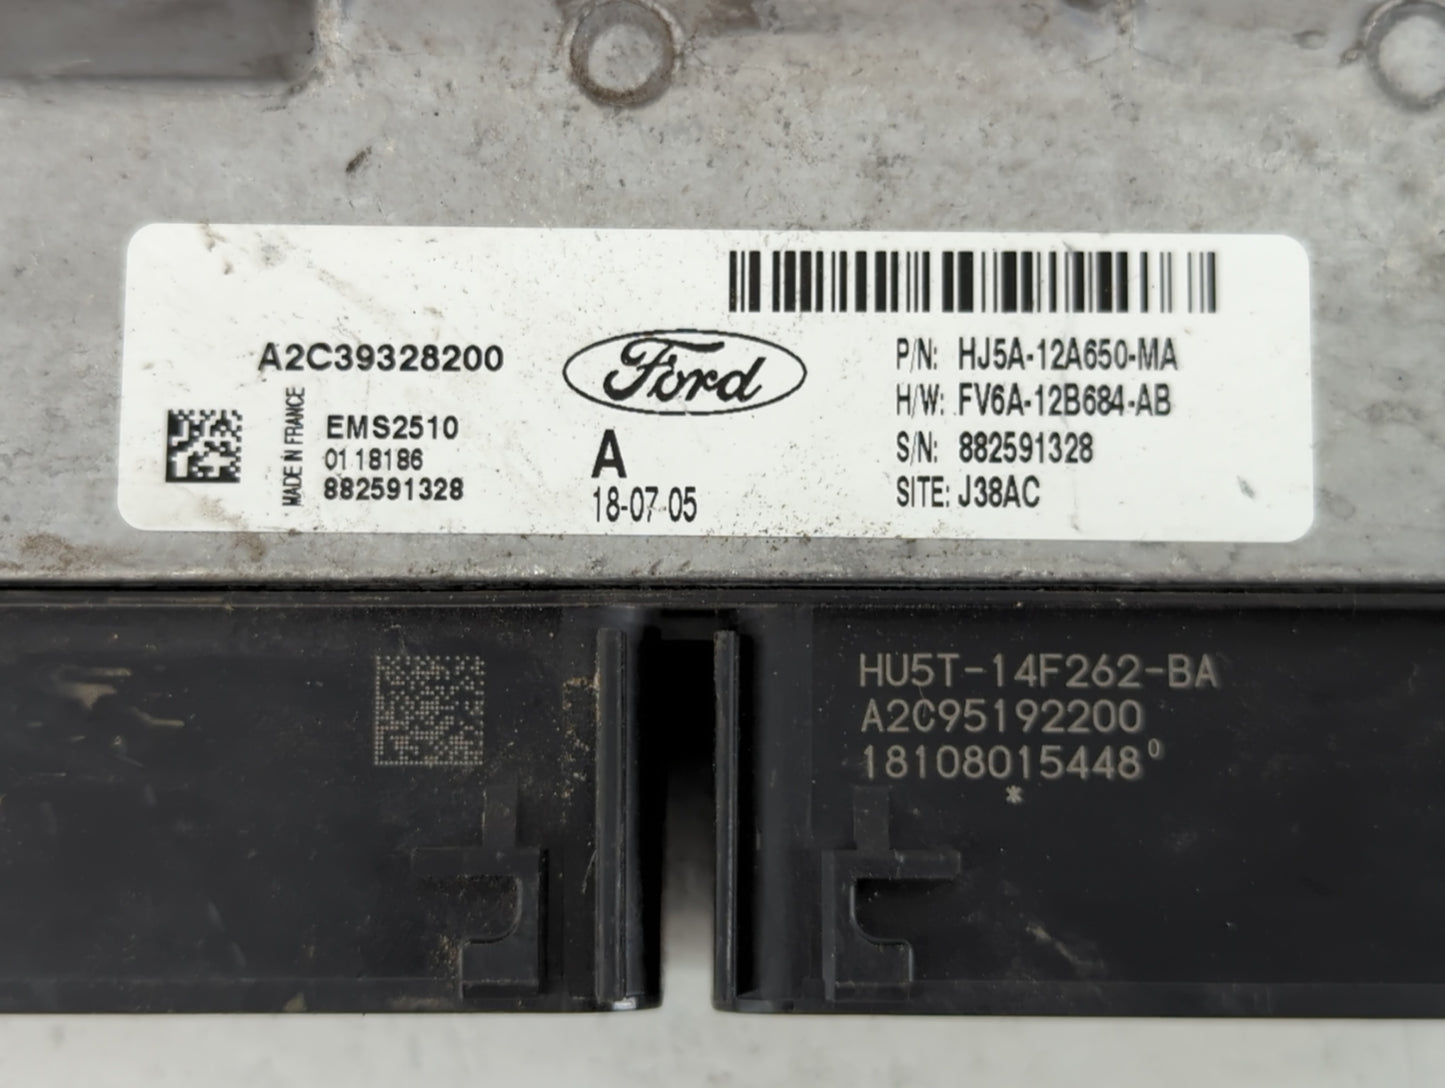 A2C39328200
MADE IN FRANCE
EMS2510
01 18186
882591328
Ford
A
18-07-05
P/N: HJ5A-12A650-MA
H/W: FV6A-12B684-AB
S/N: 882591328
SITE: J38AC
HU5T-14F262-BA
A2C95192200
18108015448⁰
*